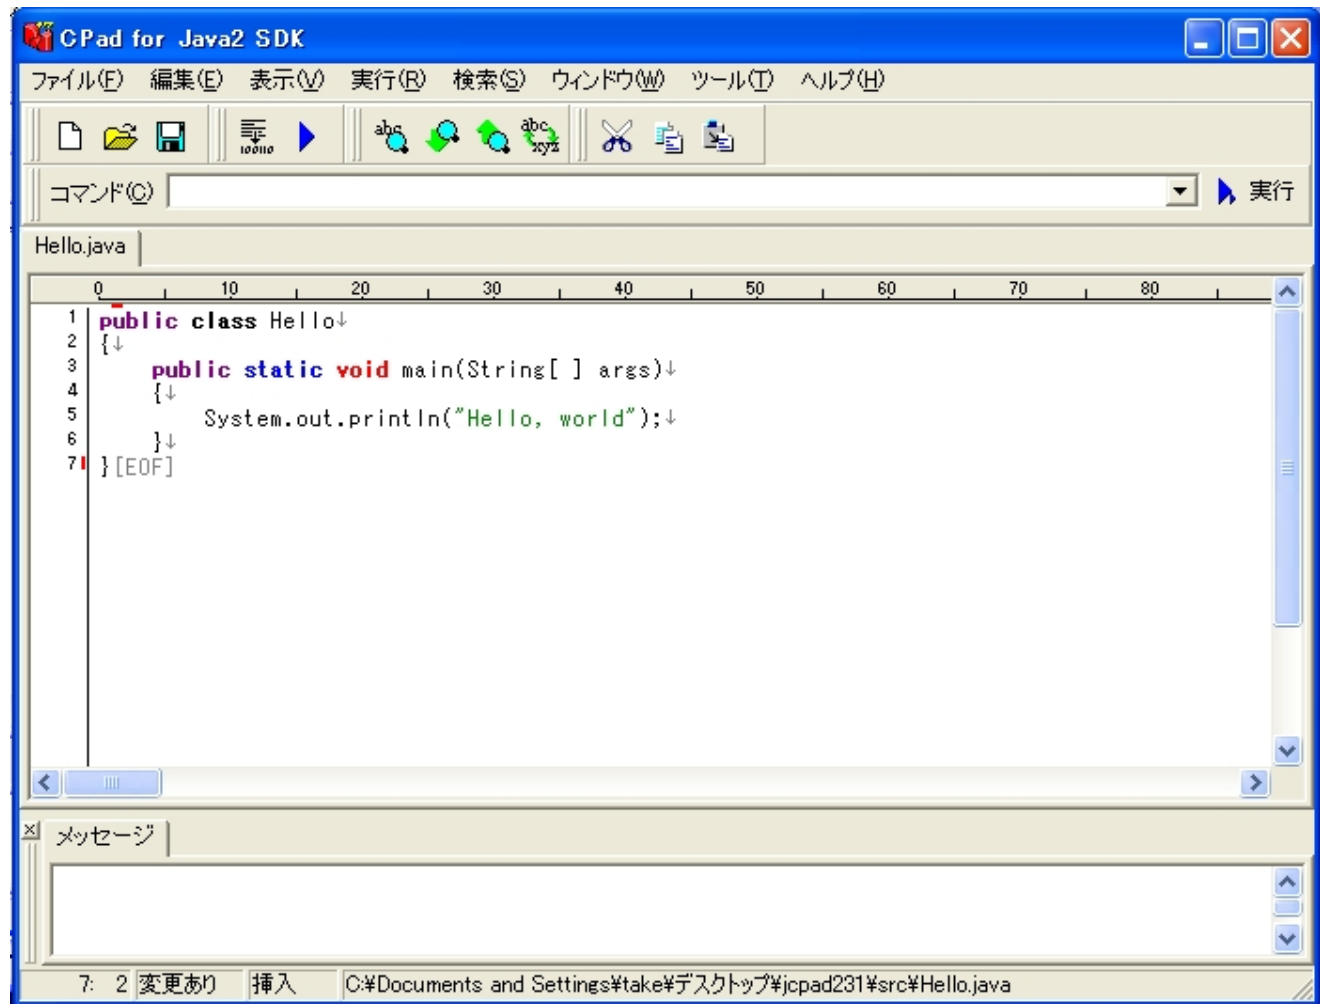 CPad for Java2 SDK
ファイル(F) 編集(E) 表示(V) 実行(R) 検索(S) ウィンドウ(W) ツール(T) ヘルプ(H)
abc abc xyz
コマンド(C) 実行
Hello.java
0 10 20 30 40 50 60 70 80
1 public class Hello↓
2 {↓
3 public static void main(String[ ] args)↓
4 {↓
5 System.out.println("Hello, world");↓
6 }↓
7 }[EOF]
メッセージ
7: 2 変更あり 挿入 C:¥Documents and Settings¥take¥デスクトップ¥jcpad231¥src¥Hello.java